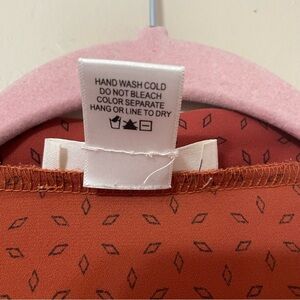 HAND WASH COLD
DO NOT BLEACH
COLOR SEPARATE
HANG OR LINE TO DRY